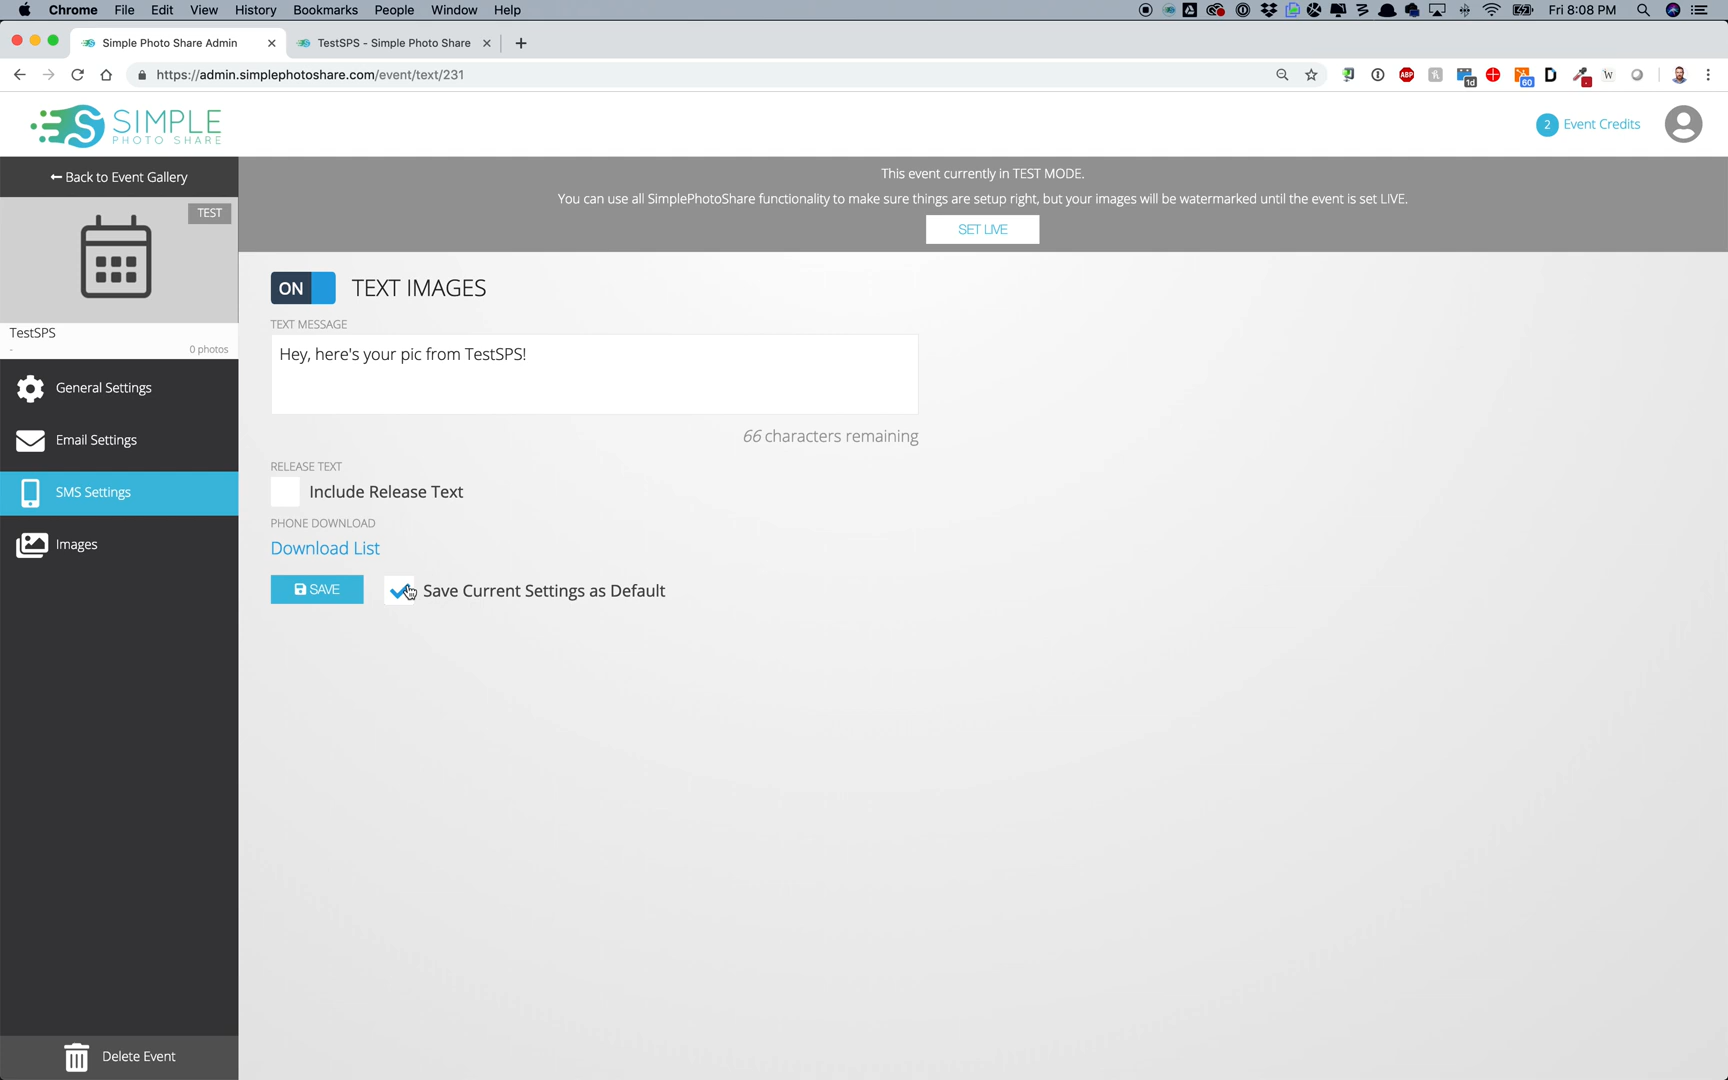 Chrome File Edit View History Bookmarks People Window Help Fri 8:08 PM
Simple Photo Share Admin TestSPS - Simple Photo Share
https://admin.simplephotoshare.com/event/text/231 ABP 1d 60 D W
SIMPLE
PHOTO SHARE
2 Event Credits
Back to Event Gallery
This event currently in TEST MODE.
You can use all SimplePhotoShare functionality to make sure things are setup right, but your images will be watermarked until the event is set LIVE.
SET LIVE
TEST
TestSPS
-
0 photos
General Settings
Email Settings
SMS Settings
Images
Delete Event
ON TEXT IMAGES
TEXT MESSAGE
Hey, here's your pic from TestSPS!
66 characters remaining
RELEASE TEXT
Include Release Text
PHONE DOWNLOAD
Download List
SAVE Save Current Settings as Default